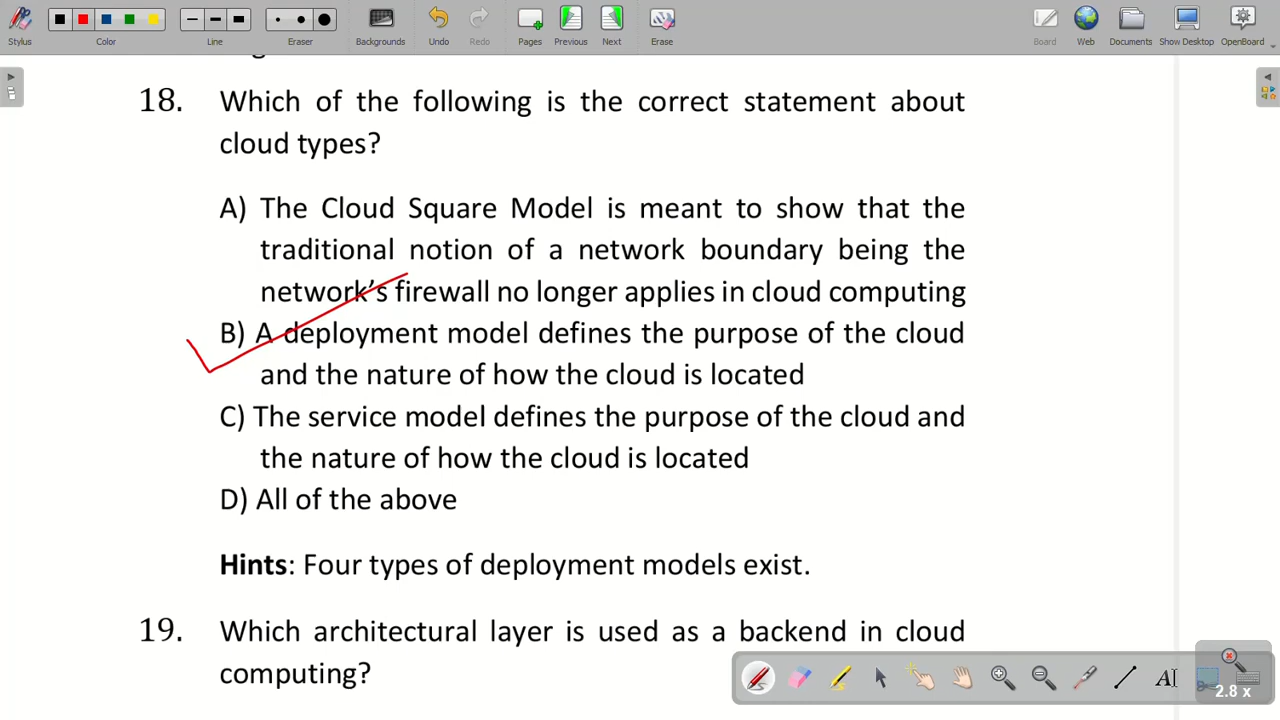 Stylus
Color
Line
Eraser
Backgrounds
Undo
Redo
Pages
Previous
Next
Erase
Board
Web
Documents
Show Desktop
OpenBoard
18. Which of the following is the correct statement about
cloud types?
A) The Cloud Square Model is meant to show that the
traditional notion of a network boundary being the
network’s firewall no longer applies in cloud computing
B) A deployment model defines the purpose of the cloud
and the nature of how the cloud is located
C) The service model defines the purpose of the cloud and
the nature of how the cloud is located
D) All of the above
Hints: Four types of deployment models exist.
19. Which architectural layer is used as a backend in cloud
computing?
2.8 x